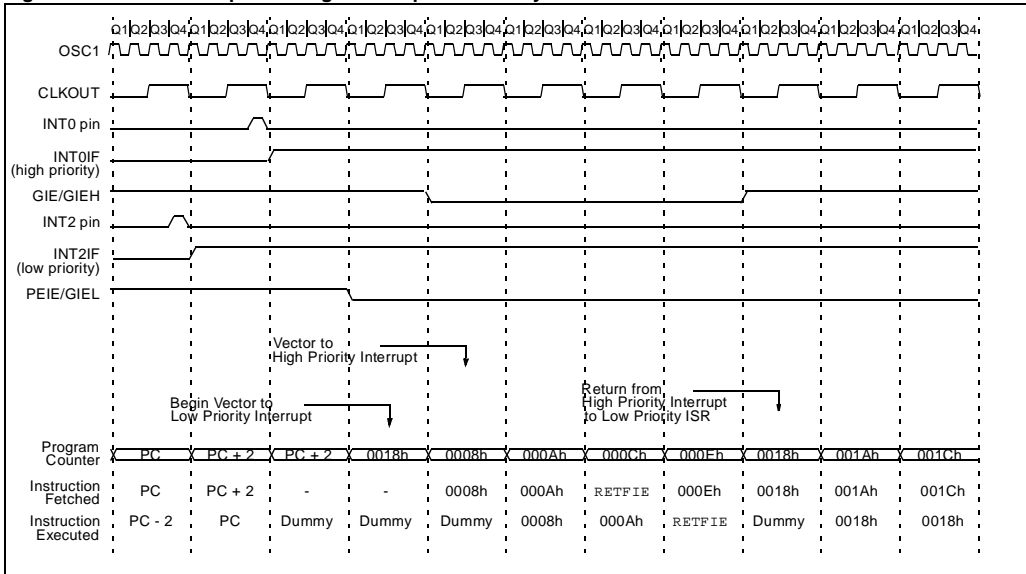 Q1 Q2 Q3 Q4 Q1 Q2 Q3 Q4 Q1 Q2 Q3 Q4 Q1 Q2 Q3 Q4 Q1 Q2 Q3 Q4 Q1 Q2 Q3 Q4 Q1 Q2 Q3 Q4 Q1 Q2 Q3 Q4 Q1 Q2 Q3 Q4 Q1 Q2 Q3 Q4 Q1 Q2 Q3 Q4
OSC1
CLKOUT
INT0 pin
INT0IF
(high priority)
GIE/GIEH
INT2 pin
INT2IF
(low priority)
PEIE/GIEL
Vector to
High Priority Interrupt
Begin Vector to
Low Priority Interrupt
Return from
High Priority Interrupt
to Low Priority ISR
Program
Counter
PC PC + 2 PC + 2 0018h 0008h 000Ah 000Ch 000Eh 0018h 001Ah 001Ch
Instruction
Fetched
PC PC + 2 - - 0008h 000Ah RETFIE 000Eh 0018h 001Ah 001Ch
Instruction
Executed
PC - 2 PC Dummy Dummy Dummy 0008h 000Ah RETFIE Dummy 0018h 0018h